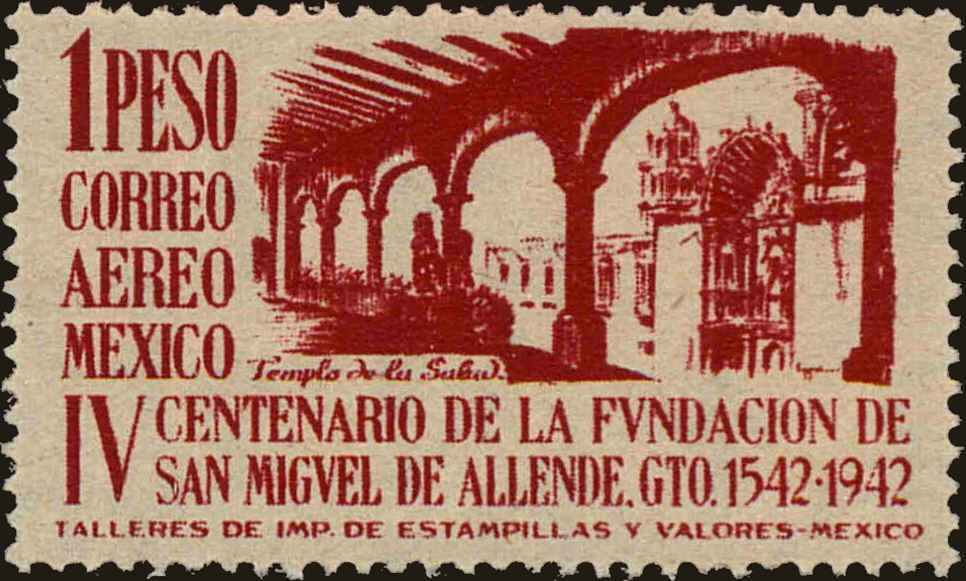 1 PESO
CORREO
AEREO
MEXICO
Templo de la Salud.
IV CENTENARIO DE LA FVNDACION DE
SAN MIGVEL DE ALLENDE, GTO. 1542·1942
TALLERES DE IMP. DE ESTAMPILLAS Y VALORES-MEXICO